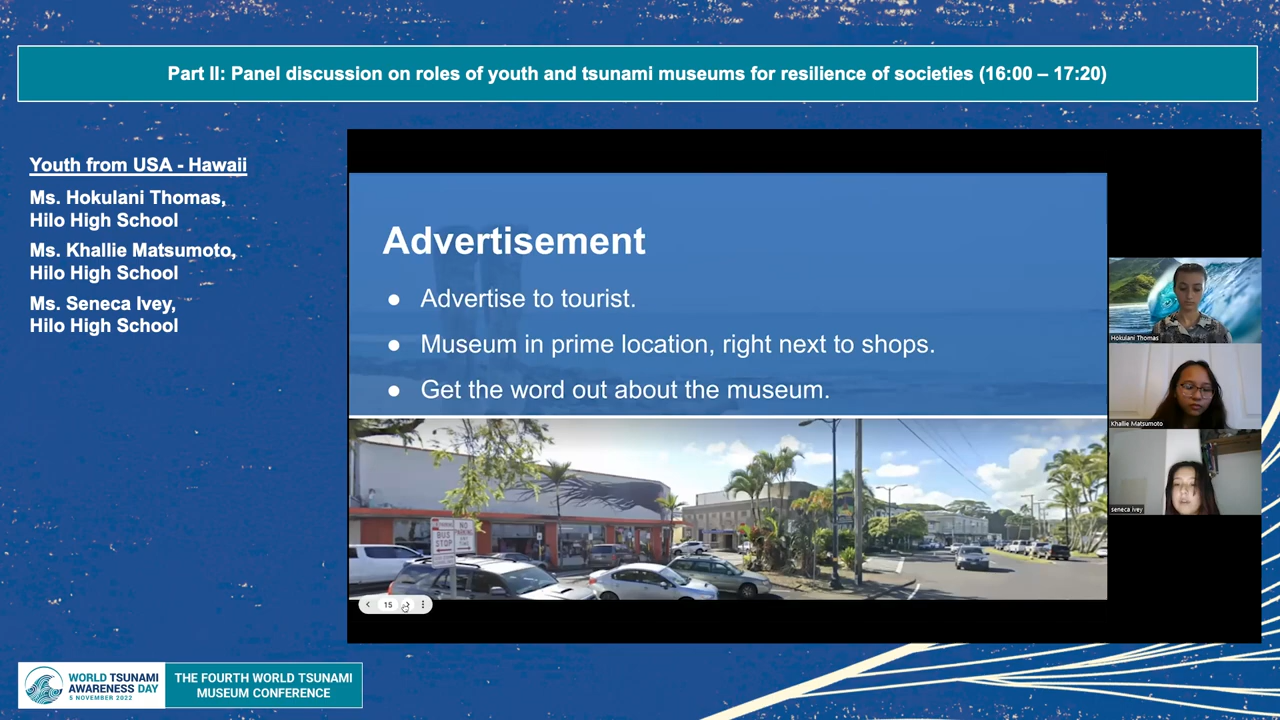 Part II: Panel discussion on roles of youth and tsunami museums for resilience of societies (16:00 – 17:20)
Youth from USA - Hawaii
Ms. Hokulani Thomas,
Hilo High School
Ms. Khallie Matsumoto,
Hilo High School
Ms. Seneca Ivey,
Hilo High School
Advertisement
● Advertise to tourist.
● Museum in prime location, right next to shops.
● Get the word out about the museum.
BUS
STOP
NO
PARKING
15
Hokulani Thomas
Khallie Matsumoto
seneca ivey
WORLD TSUNAMI
AWARENESS DAY
5 NOVEMBER 2022
THE FOURTH WORLD TSUNAMI
MUSEUM CONFERENCE